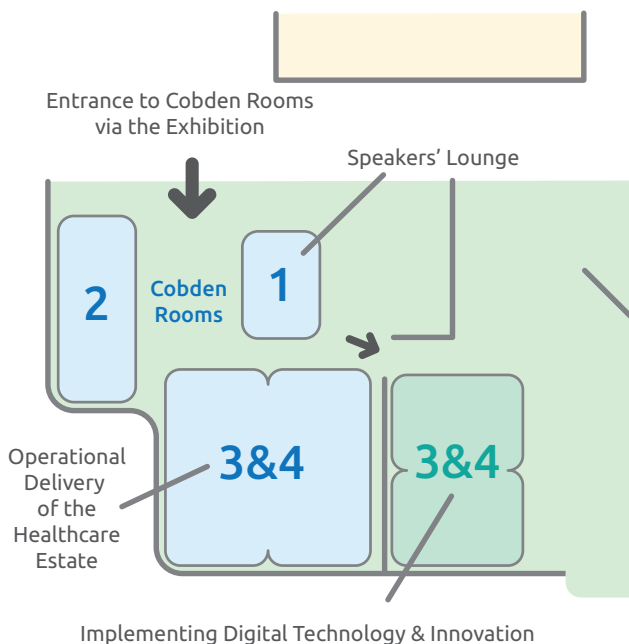 Entrance to Cobden Rooms
via the Exhibition
Speakers’ Lounge
2
Cobden
Rooms
1
3&4
3&4
Operational
Delivery
of the
Healthcare
Estate
Implementing Digital Technology & Innovation